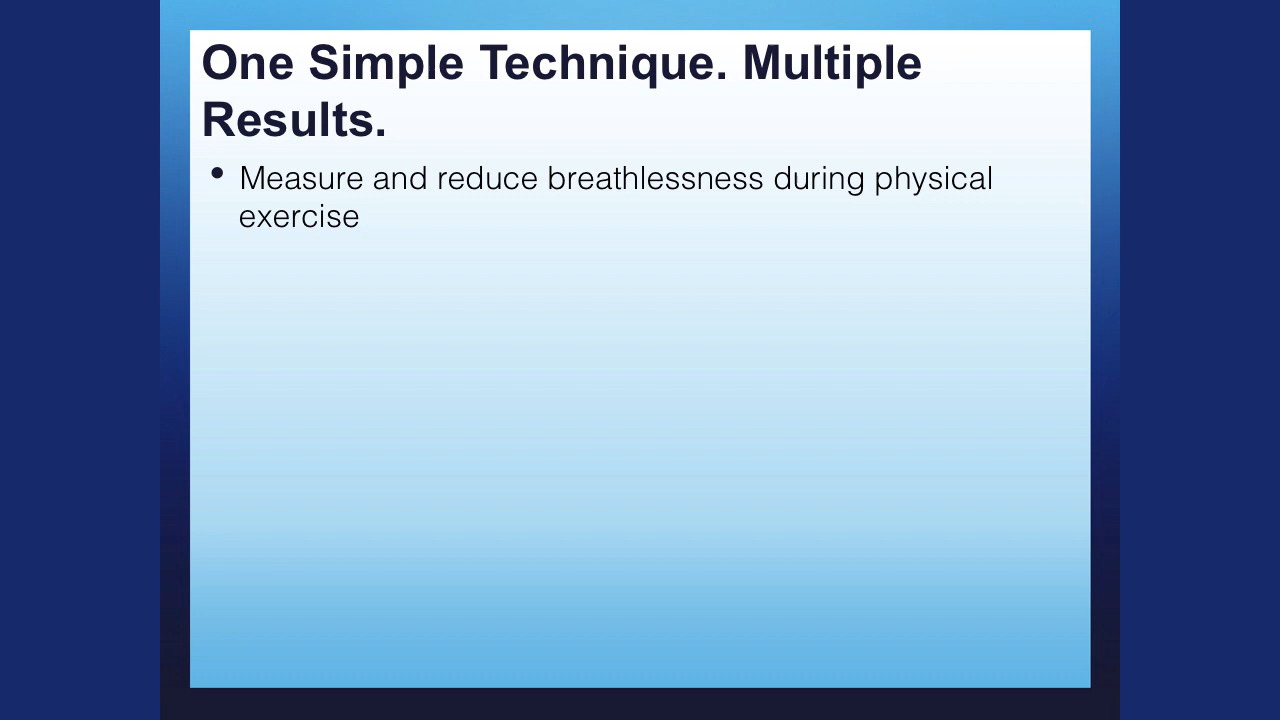 One Simple Technique. Multiple
Results.
• Measure and reduce breathlessness during physical
exercise